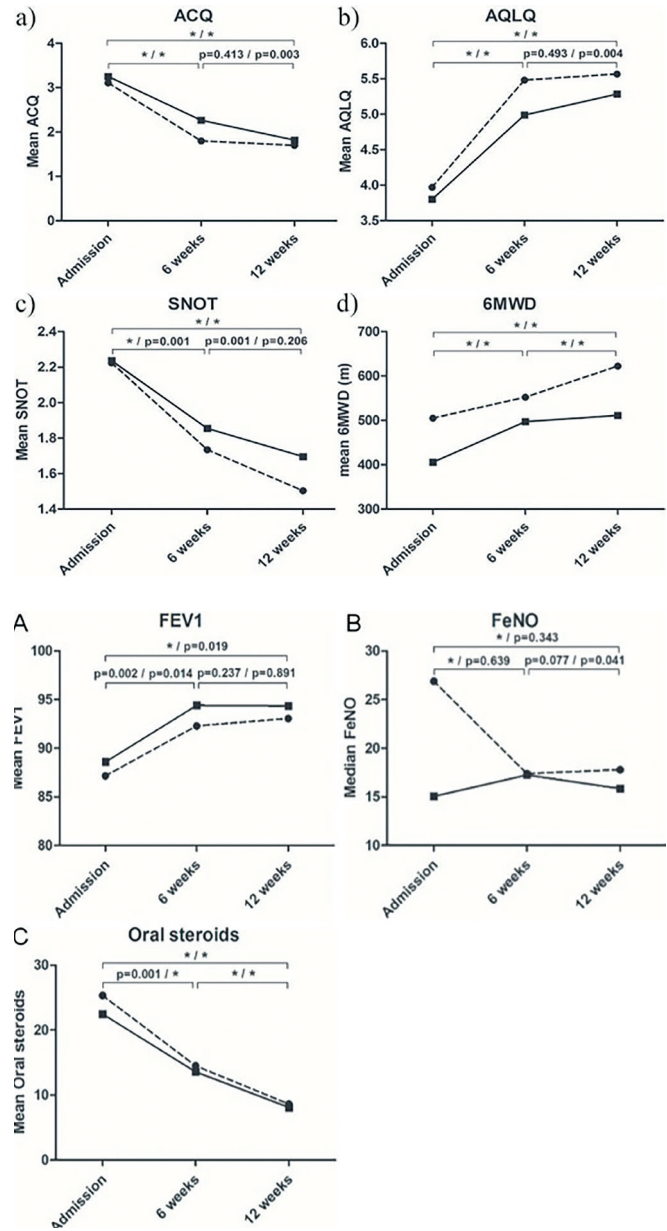 a)
ACQ
* / *
* / *
p=0.413 / p=0.003
Mean ACQ
4
3
2
1
0
Admission
6 weeks
12 weeks
b)
AQLQ
* / *
* / *
p=0.493 / p=0.004
Mean AQLQ
6.0
5.5
5.0
4.5
4.0
3.5
Admission
6 weeks
12 weeks
c)
SNOT
* / *
* / p=0.001
p=0.001 / p=0.206
Mean SNOT
2.4
2.2
2.0
1.8
1.6
1.4
Admission
6 weeks
12 weeks
d)
6MWD
* / *
* / *
* / *
mean 6MWD (m)
700
600
500
400
300
Admission
6 weeks
12 weeks
A
FEV1
* / p=0.019
p=0.002 / p=0.014
p=0.237 / p=0.891
Mean FEV1
100
95
90
85
80
Admission
6 weeks
12 weeks
B
FeNO
* / p=0.343
* / p=0.639
p=0.077 / p=0.041
Median FeNO
30
25
20
15
10
Admission
6 weeks
12 weeks
C
Oral steroids
* / *
p=0.001 / *
* / *
Mean Oral steroids
30
20
10
0
Admission
6 weeks
12 weeks